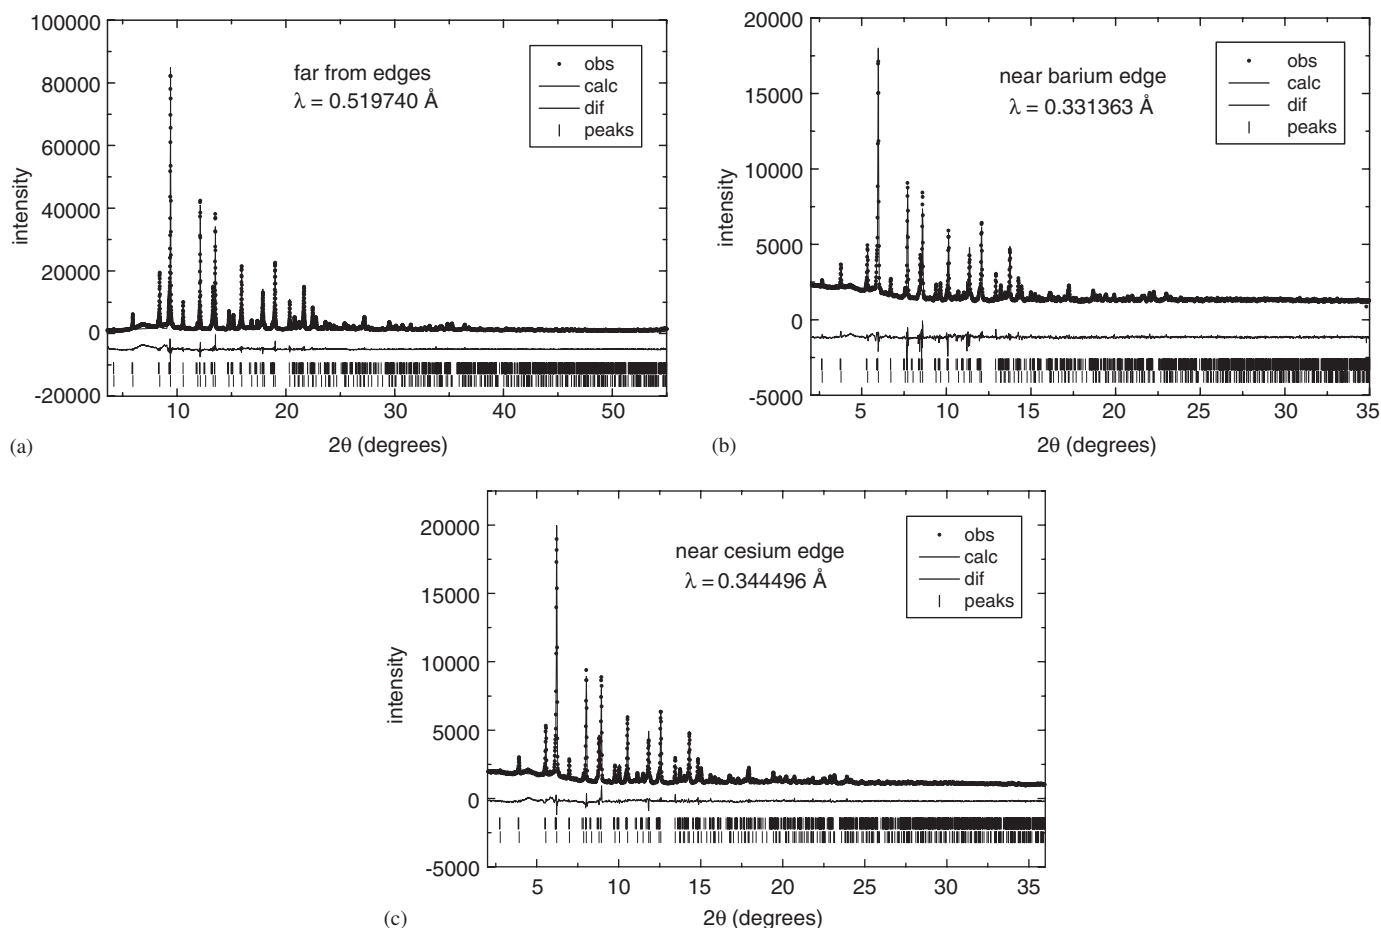 100000
80000
60000
40000
20000
0
-20000
intensity
far from edges
λ = 0.519740 Å
obs
calc
dif
peaks
10 20 30 40 50
2θ (degrees)
(a)
20000
15000
10000
5000
0
-5000
intensity
near barium edge
λ = 0.331363 Å
obs
calc
dif
peaks
5 10 15 20 25 30 35
2θ (degrees)
(b)
20000
15000
10000
5000
0
-5000
intensity
near cesium edge
λ = 0.344496 Å
obs
calc
dif
peaks
5 10 15 20 25 30 35
2θ (degrees)
(c)